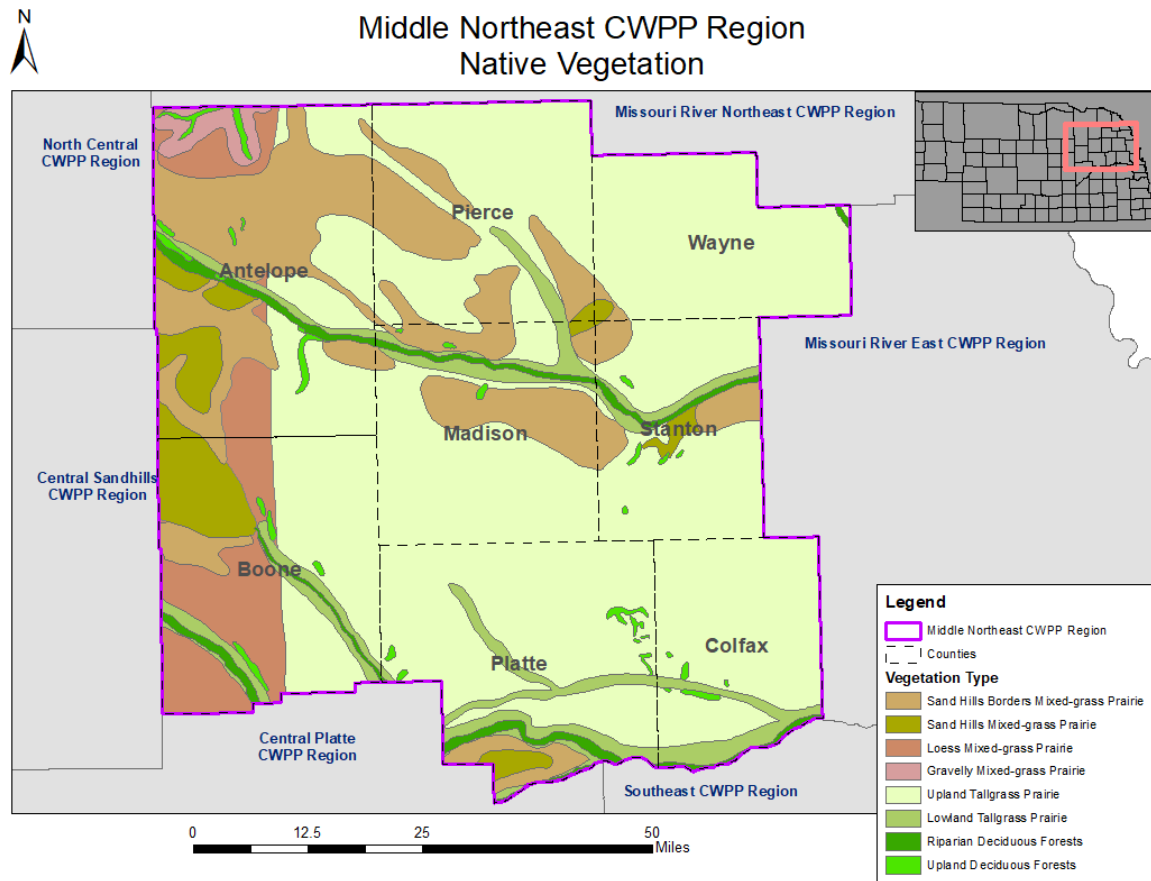 N
Middle Northeast CWPP Region
Native Vegetation
Missouri River Northeast CWPP Region
North Central
CWPP Region
Pierce
Wayne
Antelope
Missouri River East CWPP Region
Madison
Stanton
Central Sandhills
CWPP Region
Boone
Platte
Colfax
Central Platte
CWPP Region
Southeast CWPP Region
Legend
Middle Northeast CWPP Region
Counties
Vegetation Type
Sand Hills Borders Mixed-grass Prairie
Sand Hills Mixed-grass Prairie
Loess Mixed-grass Prairie
Gravelly Mixed-grass Prairie
Upland Tallgrass Prairie
Lowland Tallgrass Prairie
Riparian Deciduous Forests
Upland Deciduous Forests
0 12.5 25 50
Miles